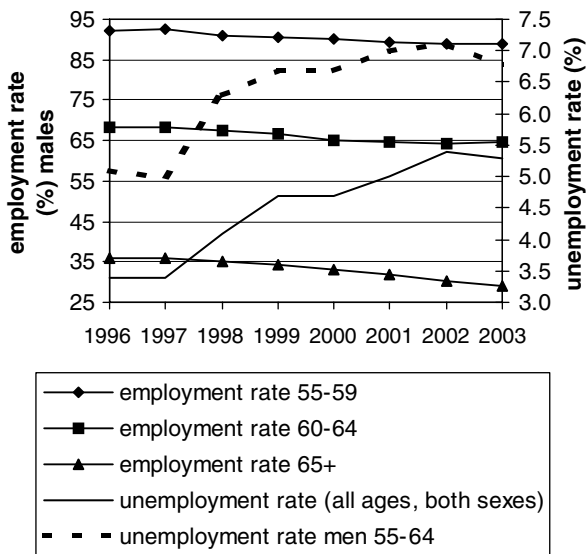 employment rate
(%) males
95
85
75
65
55
45
35
25
7.5
7.0
6.5
6.0
5.5
5.0
4.5
4.0
3.5
3.0
unemployment rate (%)
1996 1997 1998 1999 2000 2001 2002 2003
employment rate 55-59
employment rate 60-64
employment rate 65+
unemployment rate (all ages, both sexes)
unemployment rate men 55-64